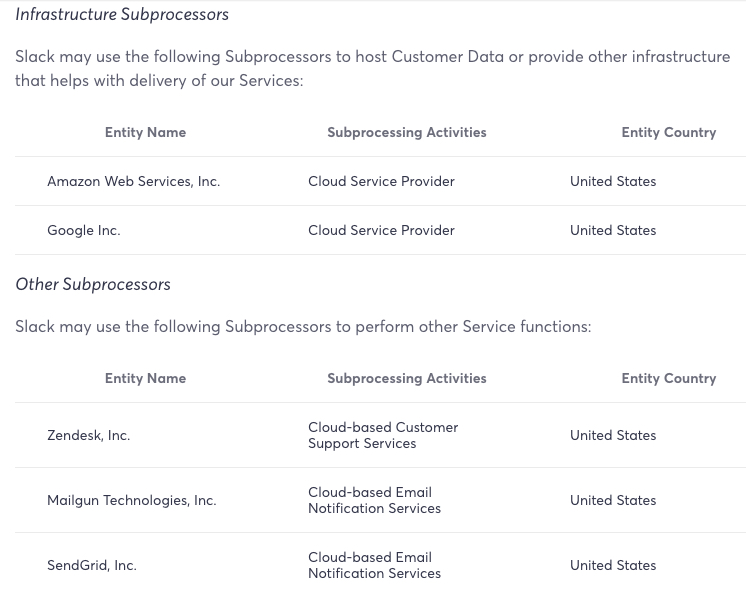 Infrastructure Subprocessors
Slack may use the following Subprocessors to host Customer Data or provide other infrastructure
that helps with delivery of our Services:
Entity Name Subprocessing Activities Entity Country
Amazon Web Services, Inc. Cloud Service Provider United States
Google Inc. Cloud Service Provider United States
Other Subprocessors
Slack may use the following Subprocessors to perform other Service functions:
Entity Name Subprocessing Activities Entity Country
Zendesk, Inc. Cloud-based Customer
Support Services United States
Mailgun Technologies, Inc. Cloud-based Email
Notification Services United States
SendGrid, Inc. Cloud-based Email
Notification Services United States